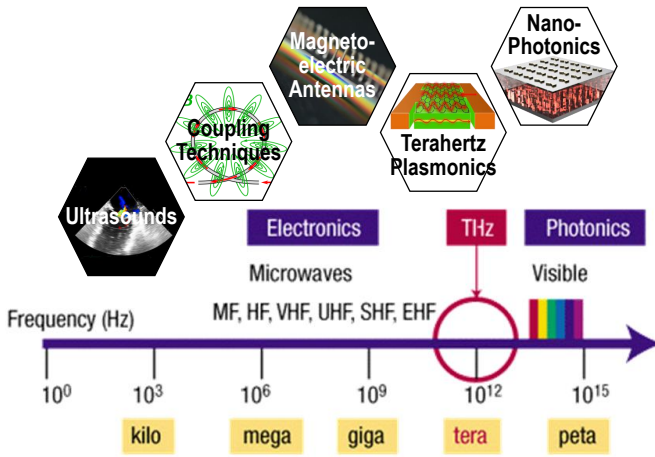 Nano-
Photonics
Magneto-
electric
Antennas
Coupling
Techniques
Terahertz
Plasmonics
Ultrasounds
Electronics
THz
Photonics
Microwaves
Visible
MF, HF, VHF, UHF, SHF, EHF
Frequency (Hz)
10⁰ 10³ 10⁶ 10⁹ 10¹² 10¹⁵
kilo mega giga tera peta